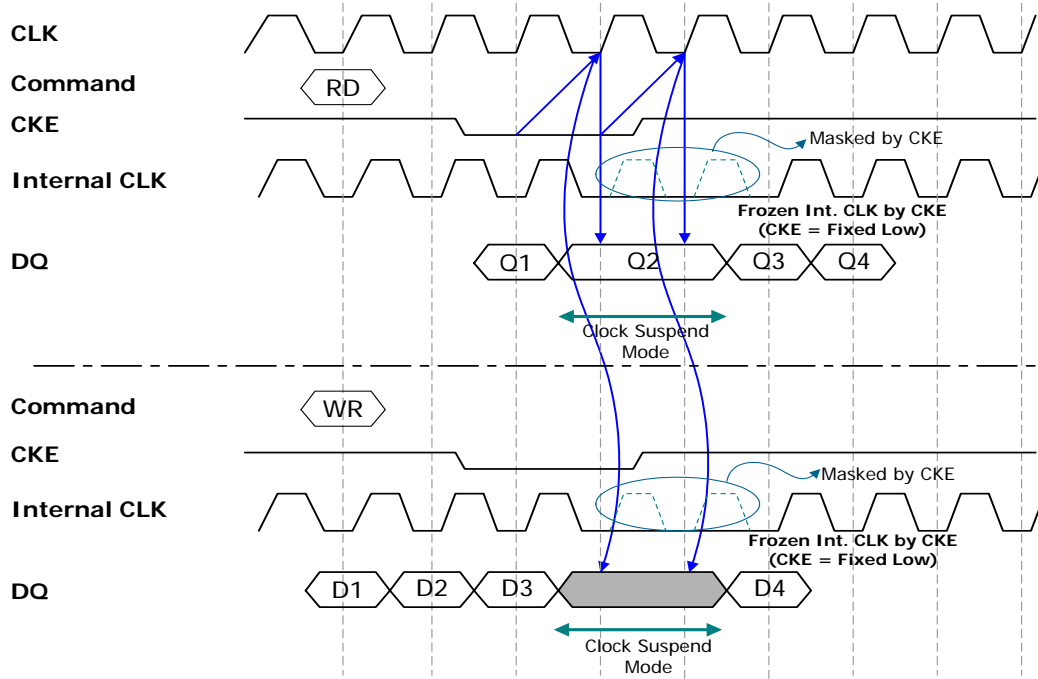 CLK
Command
RD
CKE
Masked by CKE
Internal CLK
Frozen Int. CLK by CKE
(CKE = Fixed Low)
DQ
Q1
Q2
Q3
Q4
Clock Suspend
Mode
Command
WR
CKE
Masked by CKE
Internal CLK
Frozen Int. CLK by CKE
(CKE = Fixed Low)
DQ
D1
D2
D3
D4
Clock Suspend
Mode